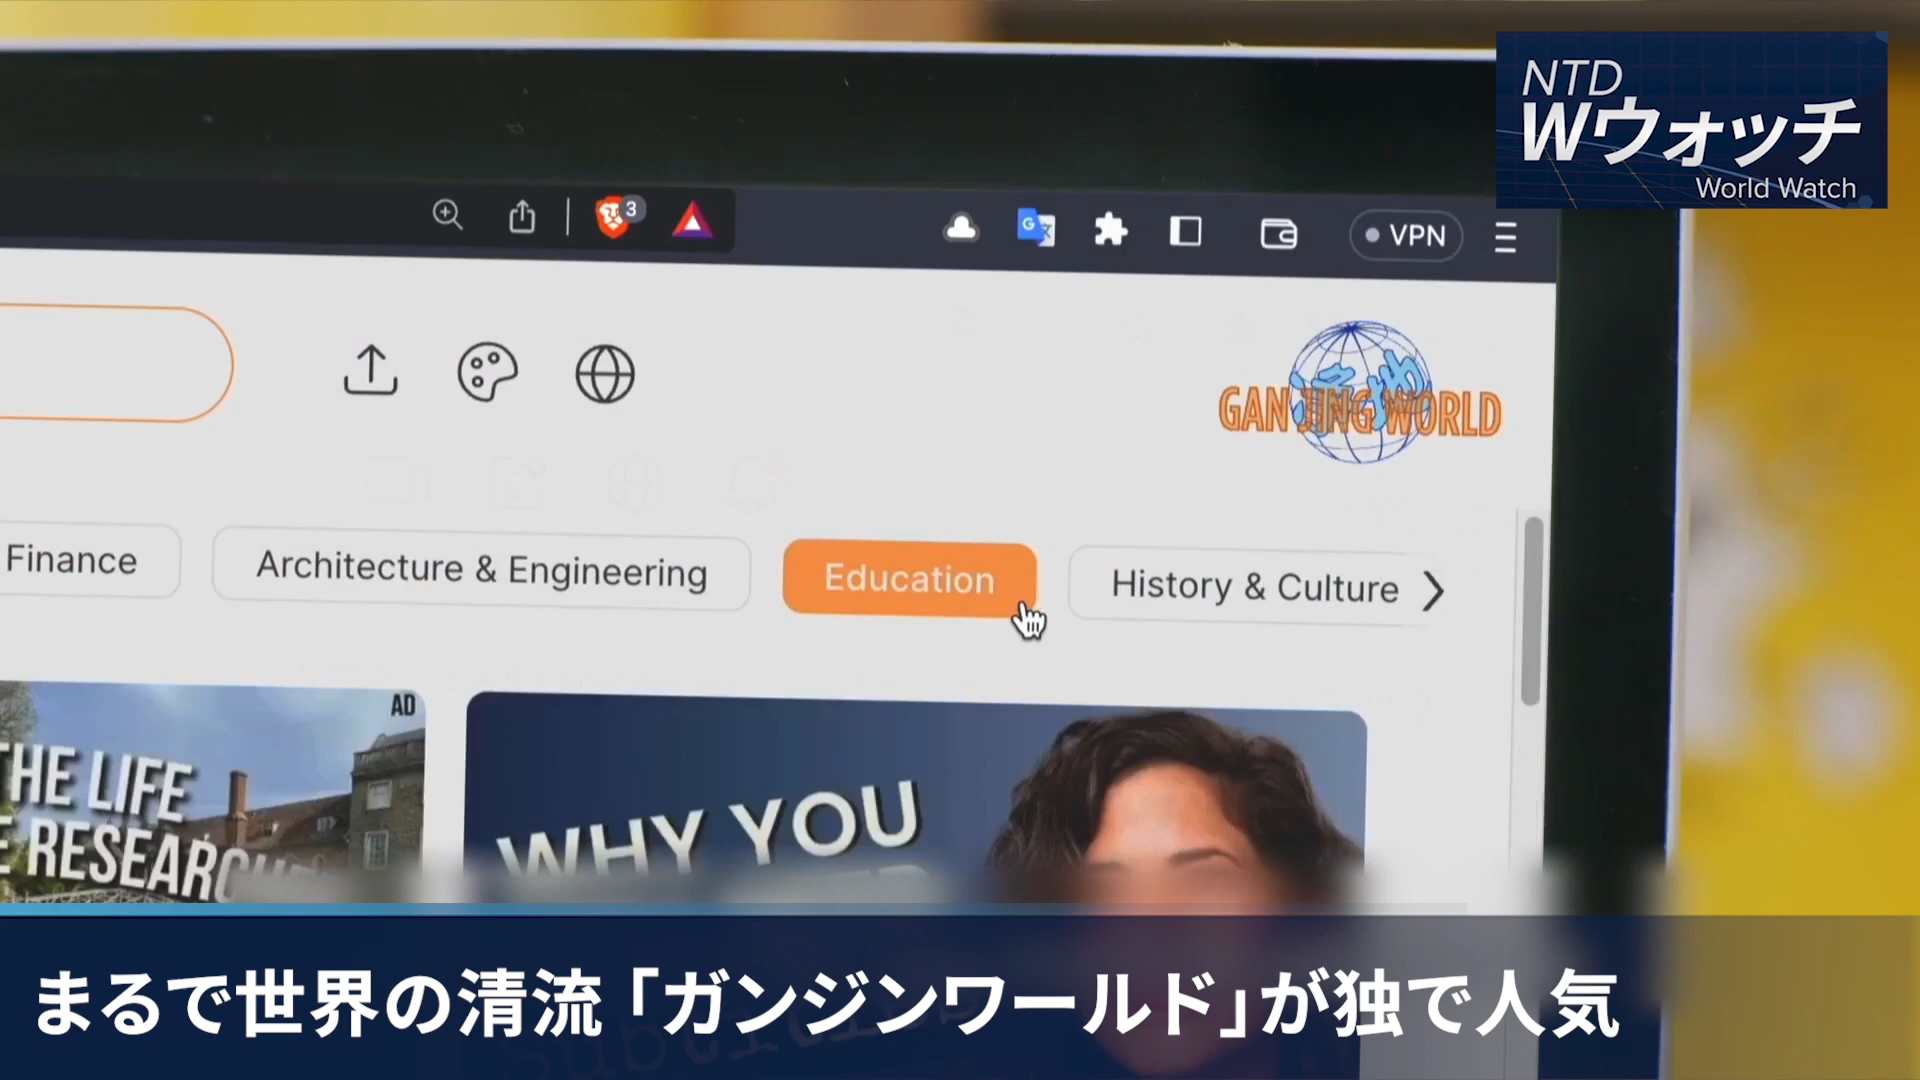 NTD
Wウォッチ
World Watch
3
VPN
GAN JING WORLD
Finance
Architecture & Engineering
Education
History & Culture
AD
THE LIFE
RESEARCH
WHY YOU
まるで世界の清流「ガンジンワールド」が独で人気